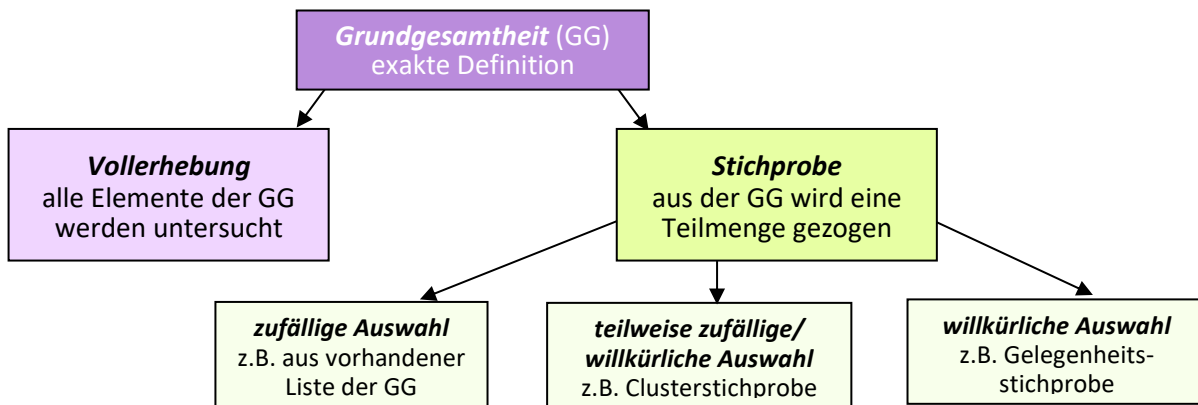 Grundgesamtheit (GG)
exakte Definition
Vollerhebung
alle Elemente der GG
werden untersucht
Stichprobe
aus der GG wird eine
Teilmenge gezogen
zufällige Auswahl
z.B. aus vorhandener
Liste der GG
teilweise zufällige/
willkürliche Auswahl
z.B. Clusterstichprobe
willkürliche Auswahl
z.B. Gelegenheits-
stichprobe